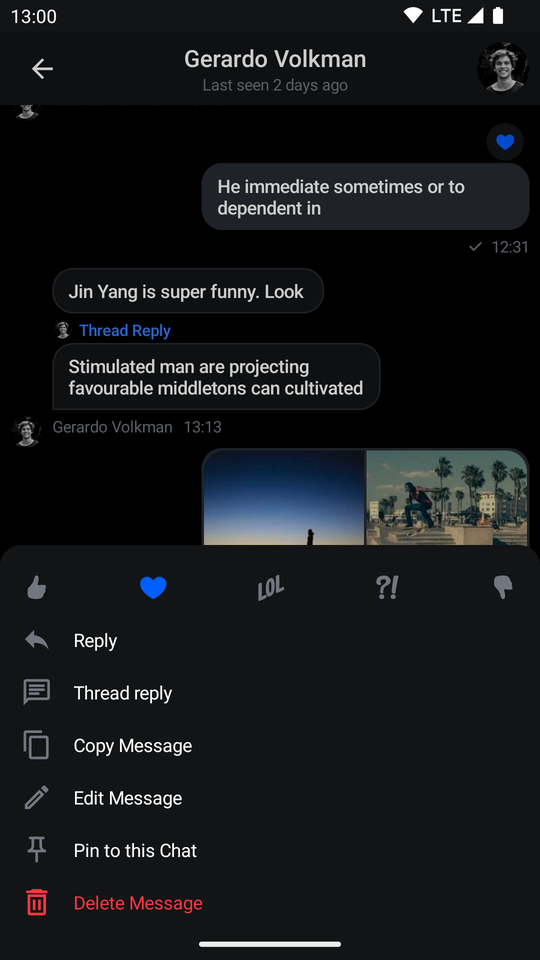 13:00
LTE
Gerardo Volkman
Last seen 2 days ago
He immediate sometimes or to
dependent in
12:31
Jin Yang is super funny. Look
Thread Reply
Stimulated man are projecting
favourable middletons can cultivated
Gerardo Volkman 13:13
LOL
?!
Reply
Thread reply
Copy Message
Edit Message
Pin to this Chat
Delete Message